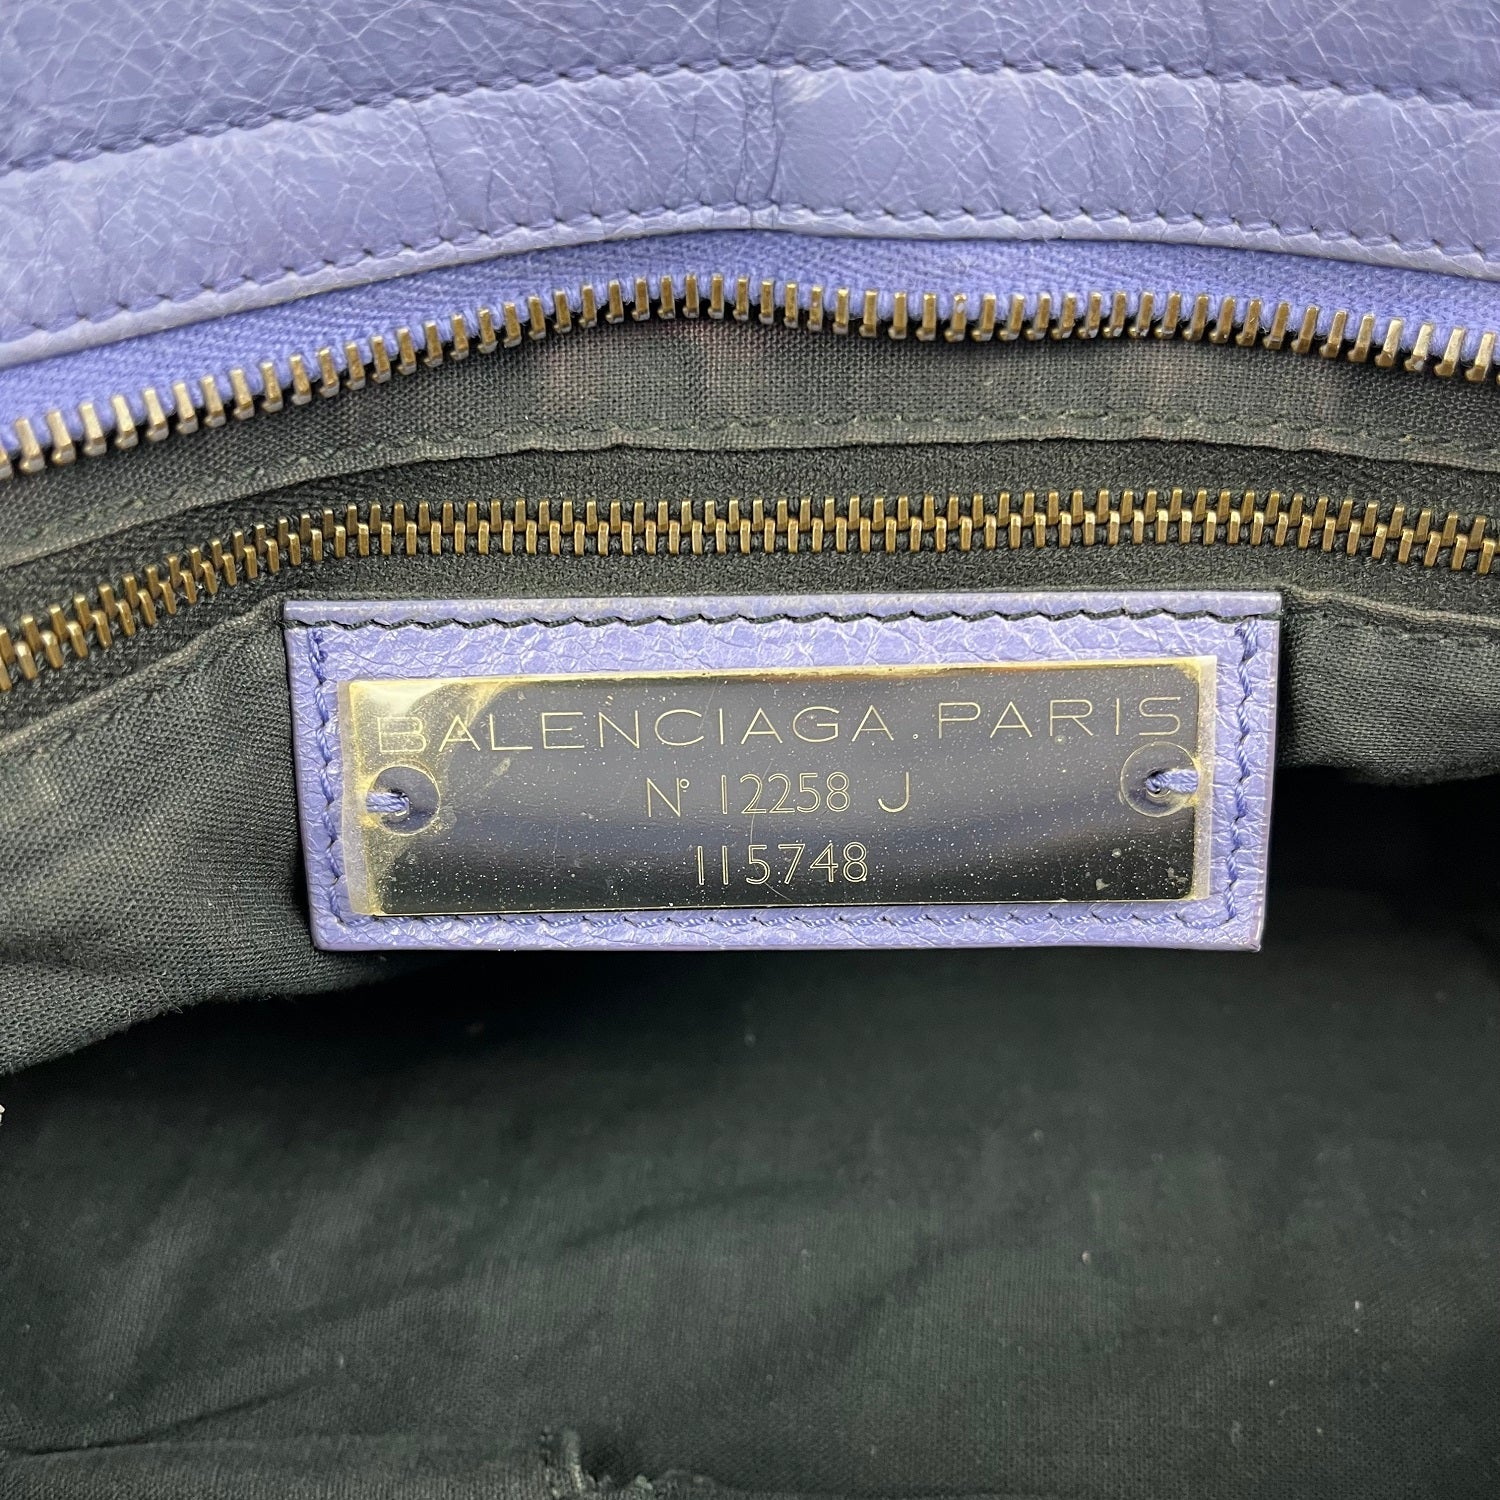 BALENCIAGA . PARIS
N° 12258 J
115748